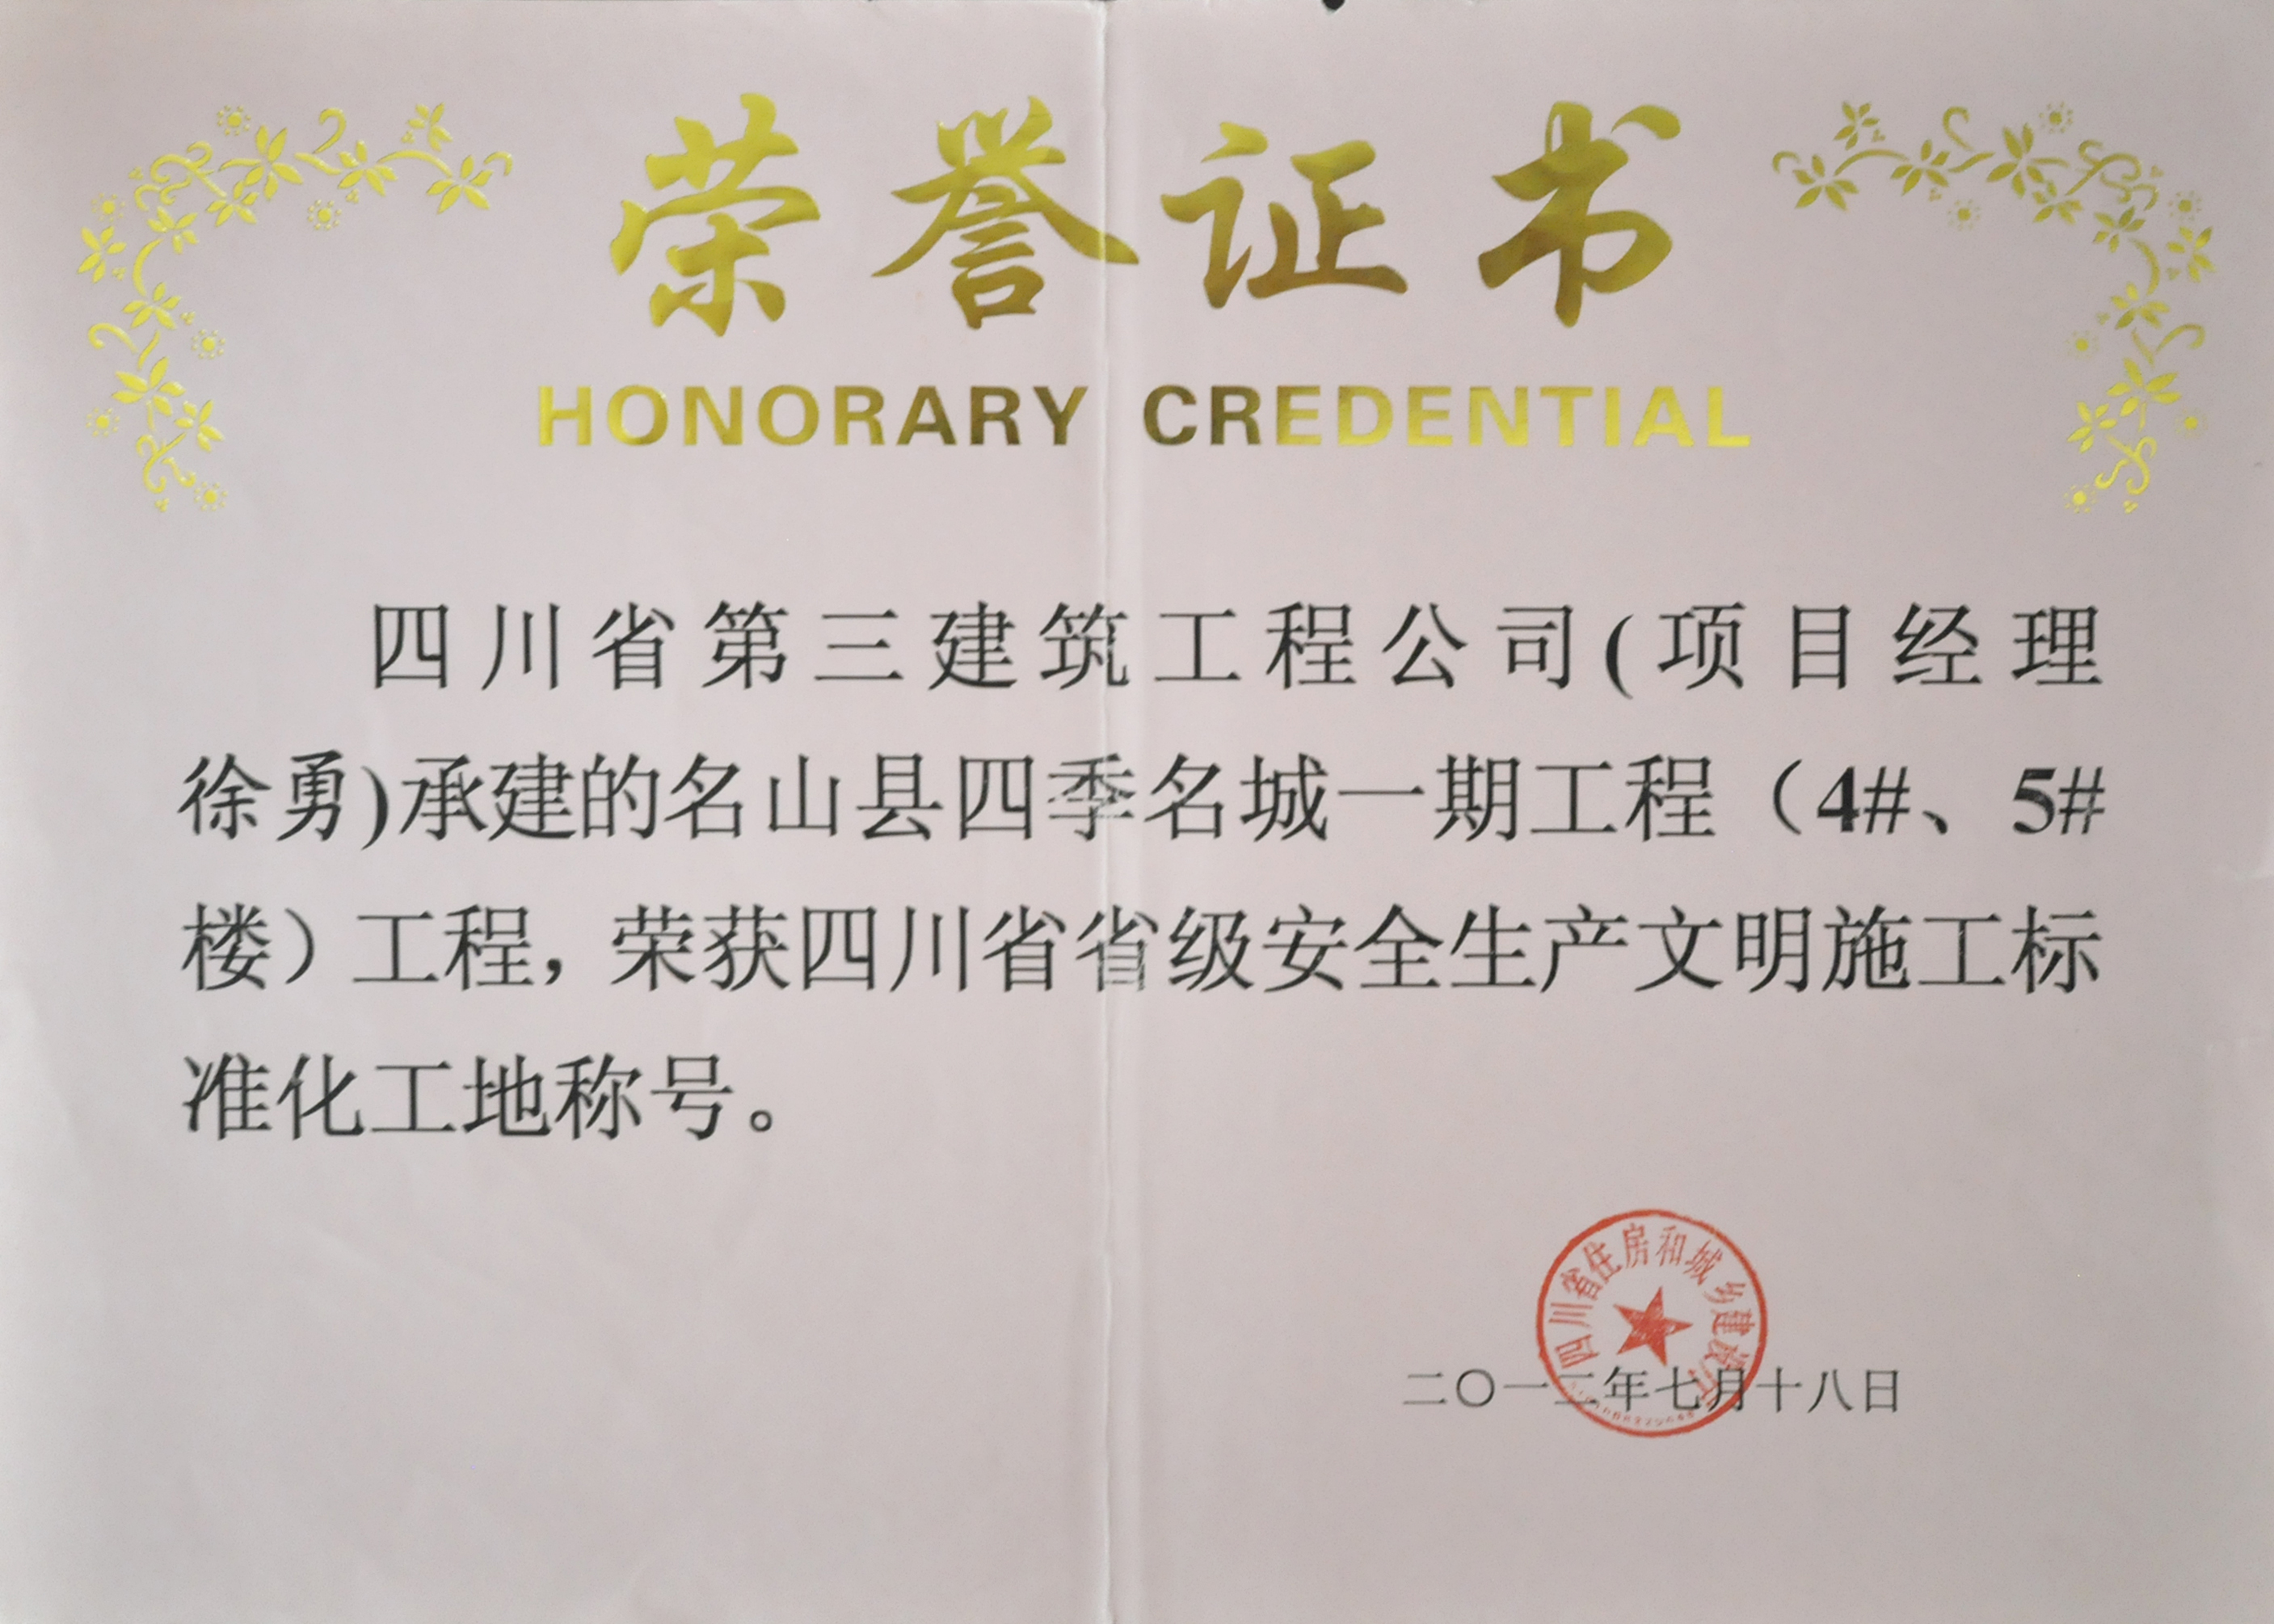 荣誉证书
HONORARY CREDENTIAL
四川省第三建筑工程公司(项目经理
徐勇)承建的名山县四季名城一期工程（4#、5#
楼）工程，荣获四川省省级安全生产文明施工标
准化工地称号。
四川省住房和城乡建设厅
二〇一二年七月十八日